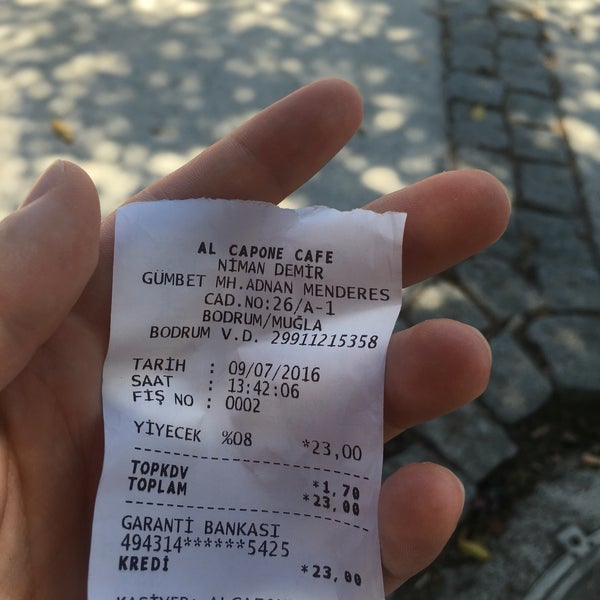 AL CAPONE CAFE
NİMAN DEMİR
GÜMBET MH.ADNAN MENDERES
CAD.NO:26/A-1
BODRUM/MUĞLA
BODRUM V.D. 29911215358
TARİH : 09/07/2016
SAAT : 13:42:06
FİŞ NO : 0002
YİYECEK %08 *23,00
TOPKDV *1,70
TOPLAM *23,00
GARANTİ BANKASI
494314******5425
KREDİ *23,00